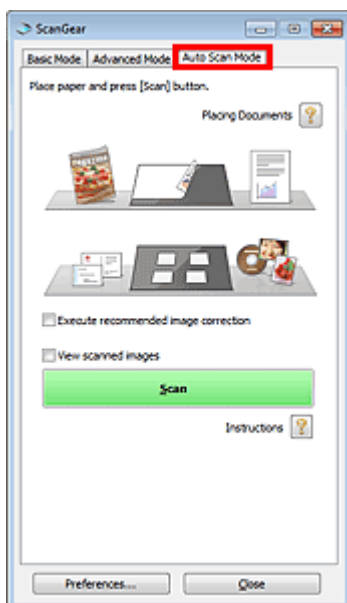 ScanGear
Basic Mode Advanced Mode Auto Scan Mode
Place paper and press [Scan] button.
Placing Documents
magazine
Execute recommended image correction
View scanned images
Scan
Instructions
Preferences... Close